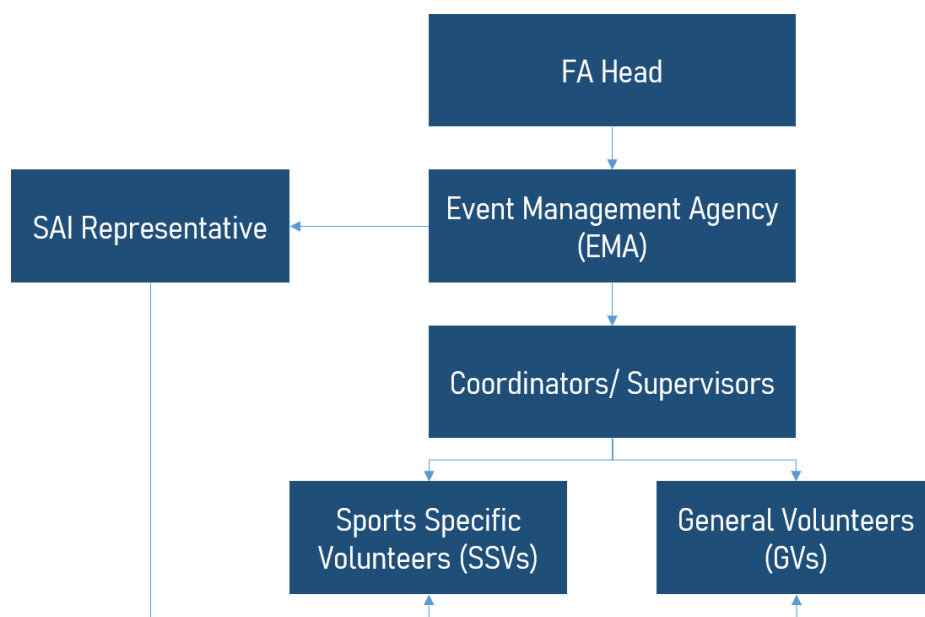 FA Head
SAI Representative
Event Management Agency
(EMA)
Coordinators/ Supervisors
Sports Specific
Volunteers (SSVs)
General Volunteers
(GVs)